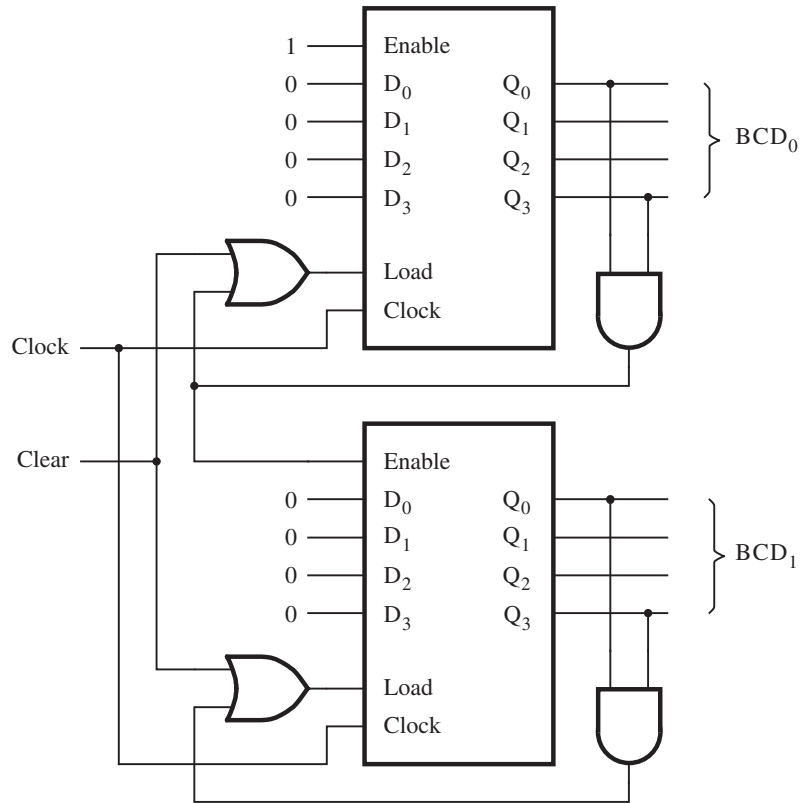 1 Enable
0 D₀ Q₀
0 D₁ Q₁ BCD₀
0 D₂ Q₂
0 D₃ Q₃
Load
Clock
Clock
Clear
Enable
0 D₀ Q₀
0 D₁ Q₁ BCD₁
0 D₂ Q₂
0 D₃ Q₃
Load
Clock